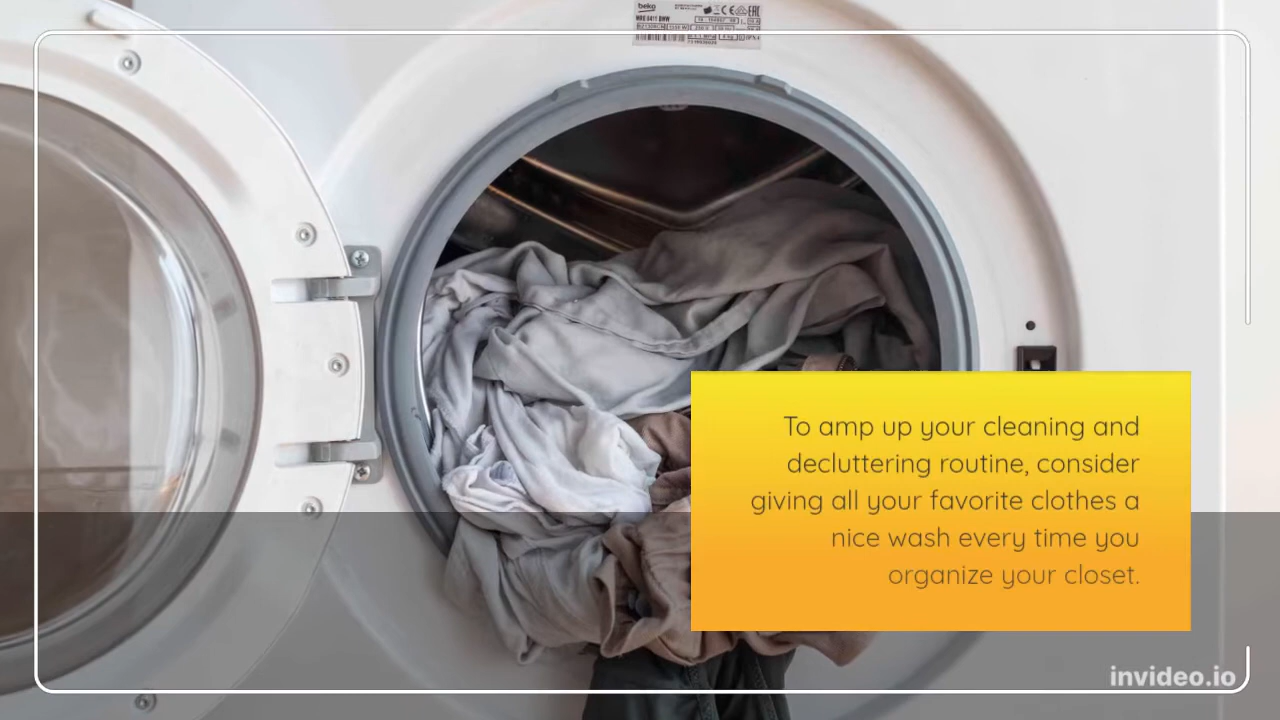 beko
To amp up your cleaning and
decluttering routine, consider
giving all your favorite clothes a
nice wash every time you
organize your closet.
invideo.io